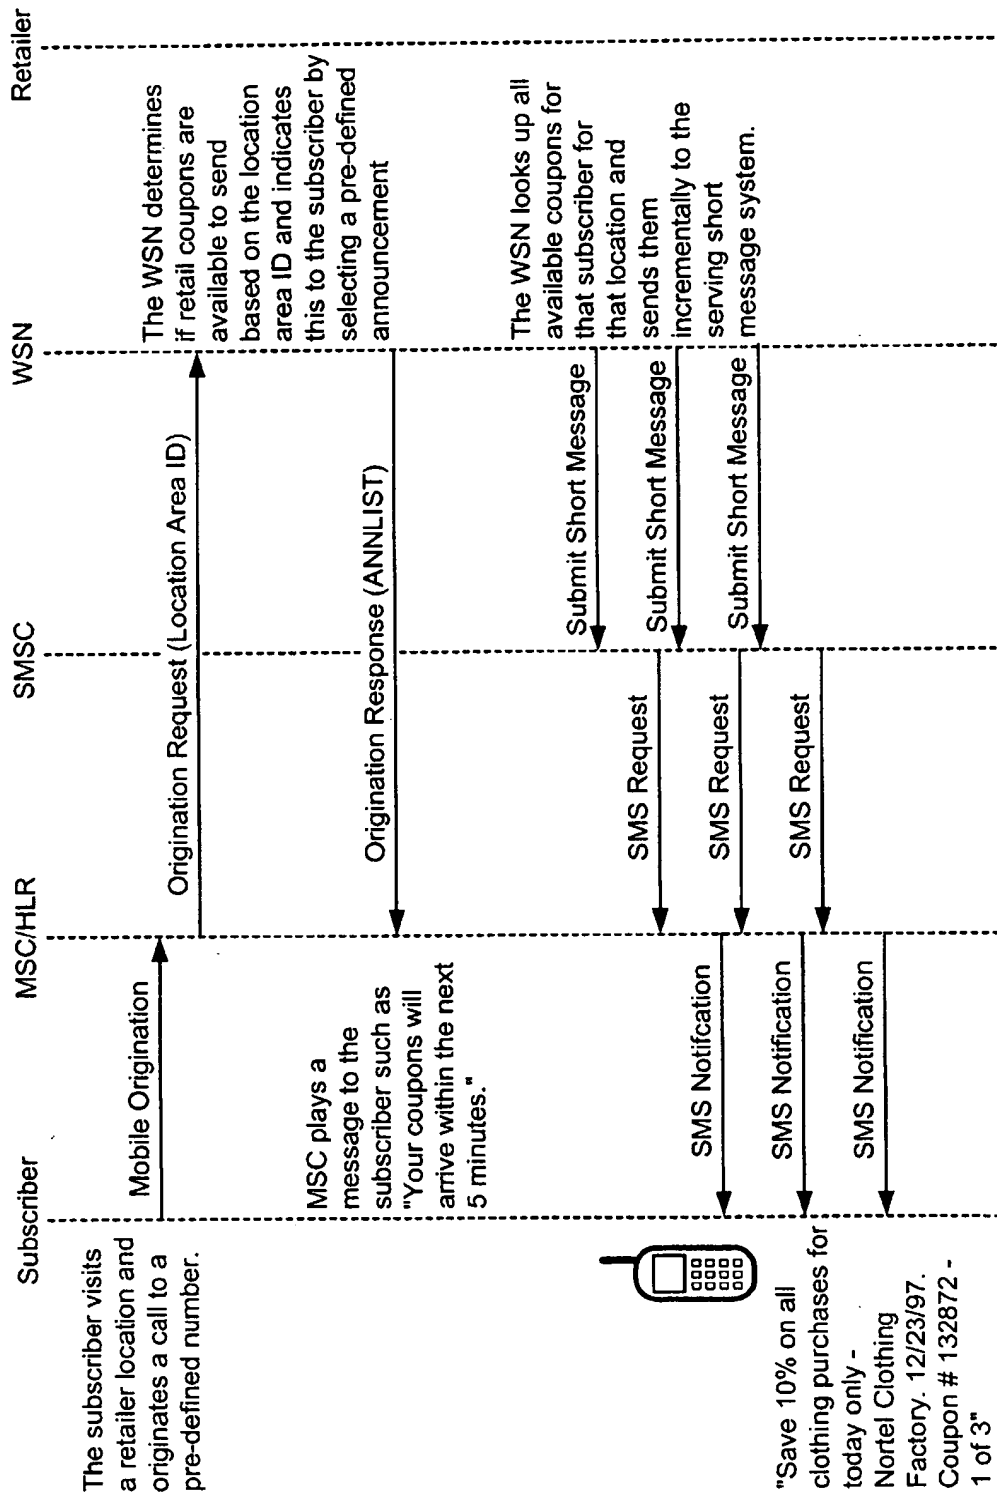 Subscriber
MSC/HLR
SMSC
WSN
Retailer
The subscriber visits
a retailer location and
originates a call to a
pre-defined number.
Mobile Origination
Origination Request (Location Area ID)
The WSN determines
if retail coupons are
available to send
based on the location
area ID and indicates
this to the subscriber by
selecting a pre-defined
announcement
Origination Response (ANNLIST)
MSC plays a
message to the
subscriber such as
"Your coupons will
arrive within the next
5 minutes."
The WSN looks up all
available coupons for
that subscriber for
that location and
sends them
incrementally to the
serving short
message system.
Submit Short Message
Submit Short Message
Submit Short Message
SMS Request
SMS Request
SMS Request
SMS Notifcation
SMS Notification
SMS Notification
"Save 10% on all
clothing purchases for
today only -
Nortel Clothing
Factory. 12/23/97.
Coupon # 132872 -
1 of 3"